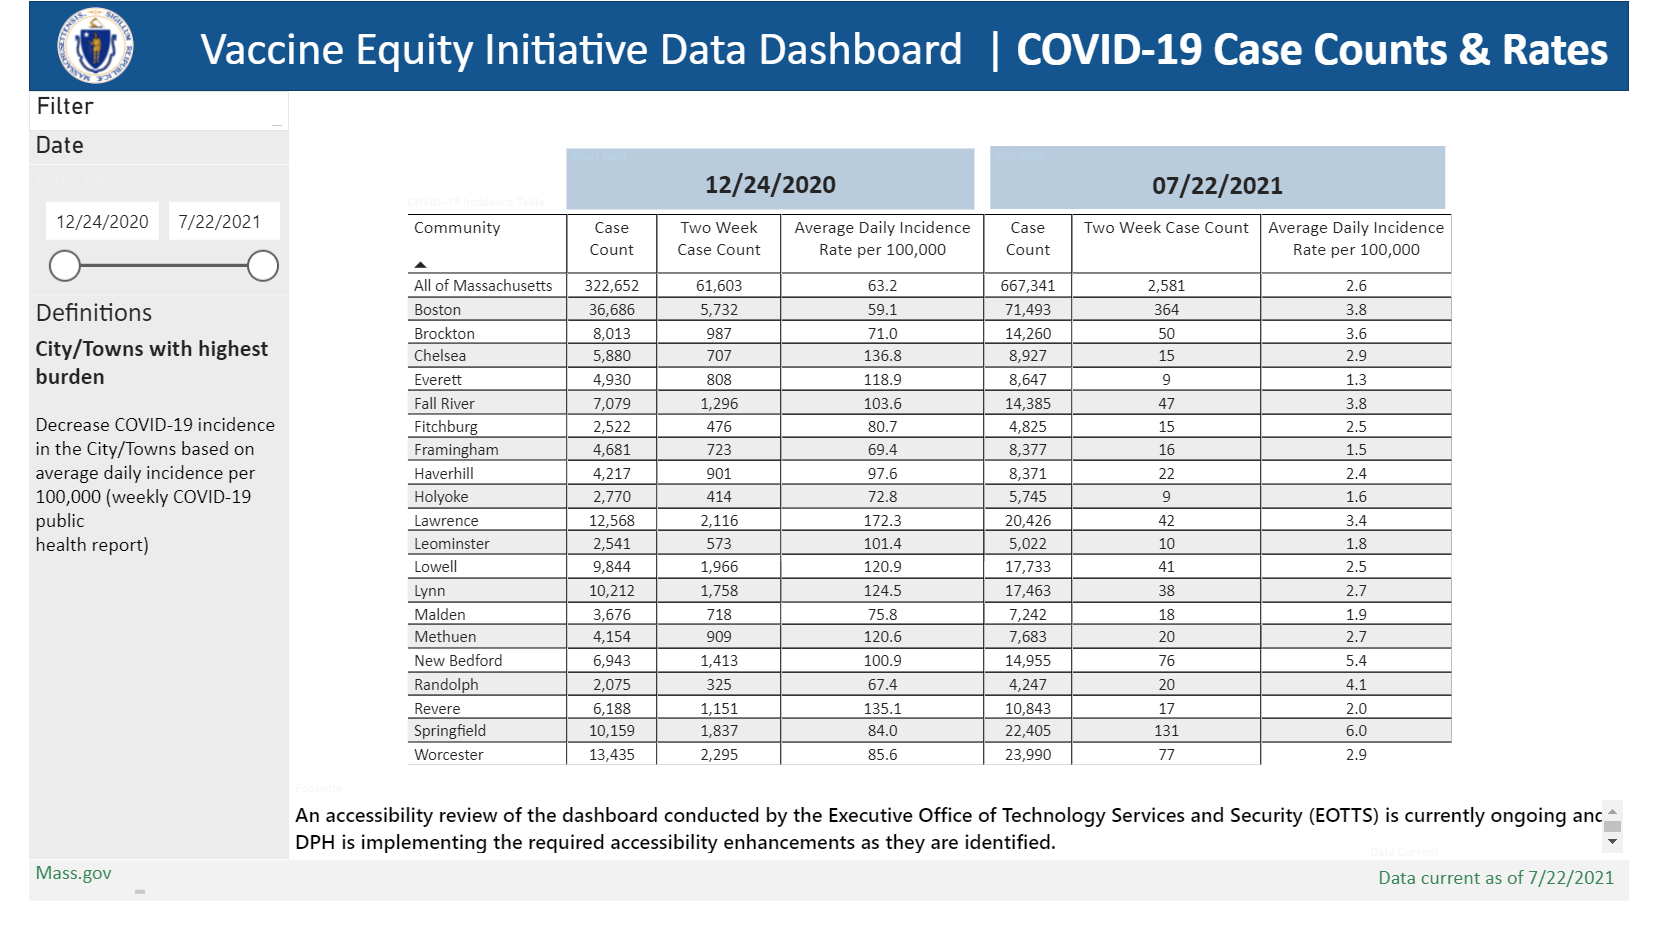 Vaccine Equity Initiative Data Dashboard | COVID-19 Case Counts & Rates
Filter
Date
12/24/2020 7/22/2021
Definitions
City/Towns with highest
burden
Decrease COVID-19 incidence
in the City/Towns based on
average daily incidence per
100,000 (weekly COVID-19
public
health report)
12/24/2020 07/22/2021
COVID-19 Incidence Table
Community Case Count Two Week Case Count Average Daily Incidence Rate per 100,000 Case Count Two Week Case Count Average Daily Incidence Rate per 100,000
All of Massachusetts 322,652 61,603 63.2 667,341 2,581 2.6
Boston 36,686 5,732 59.1 71,493 364 3.8
Brockton 8,013 987 71.0 14,260 50 3.6
Chelsea 5,880 707 136.8 8,927 15 2.9
Everett 4,930 808 118.9 8,647 9 1.3
Fall River 7,079 1,296 103.6 14,385 47 3.8
Fitchburg 2,522 476 80.7 4,825 15 2.5
Framingham 4,681 723 69.4 8,377 16 1.5
Haverhill 4,217 901 97.6 8,371 22 2.4
Holyoke 2,770 414 72.8 5,745 9 1.6
Lawrence 12,568 2,116 172.3 20,426 42 3.4
Leominster 2,541 573 101.4 5,022 10 1.8
Lowell 9,844 1,966 120.9 17,733 41 2.5
Lynn 10,212 1,758 124.5 17,463 38 2.7
Malden 3,676 718 75.8 7,242 18 1.9
Methuen 4,154 909 120.6 7,683 20 2.7
New Bedford 6,943 1,413 100.9 14,955 76 5.4
Randolph 2,075 325 67.4 4,247 20 4.1
Revere 6,188 1,151 135.1 10,843 17 2.0
Springfield 10,159 1,837 84.0 22,405 131 6.0
Worcester 13,435 2,295 85.6 23,990 77 2.9
Footnote
An accessibility review of the dashboard conducted by the Executive Office of Technology Services and Security (EOTTS) is currently ongoing and
DPH is implementing the required accessibility enhancements as they are identified.
Date Current
Mass.gov
Data current as of 7/22/2021